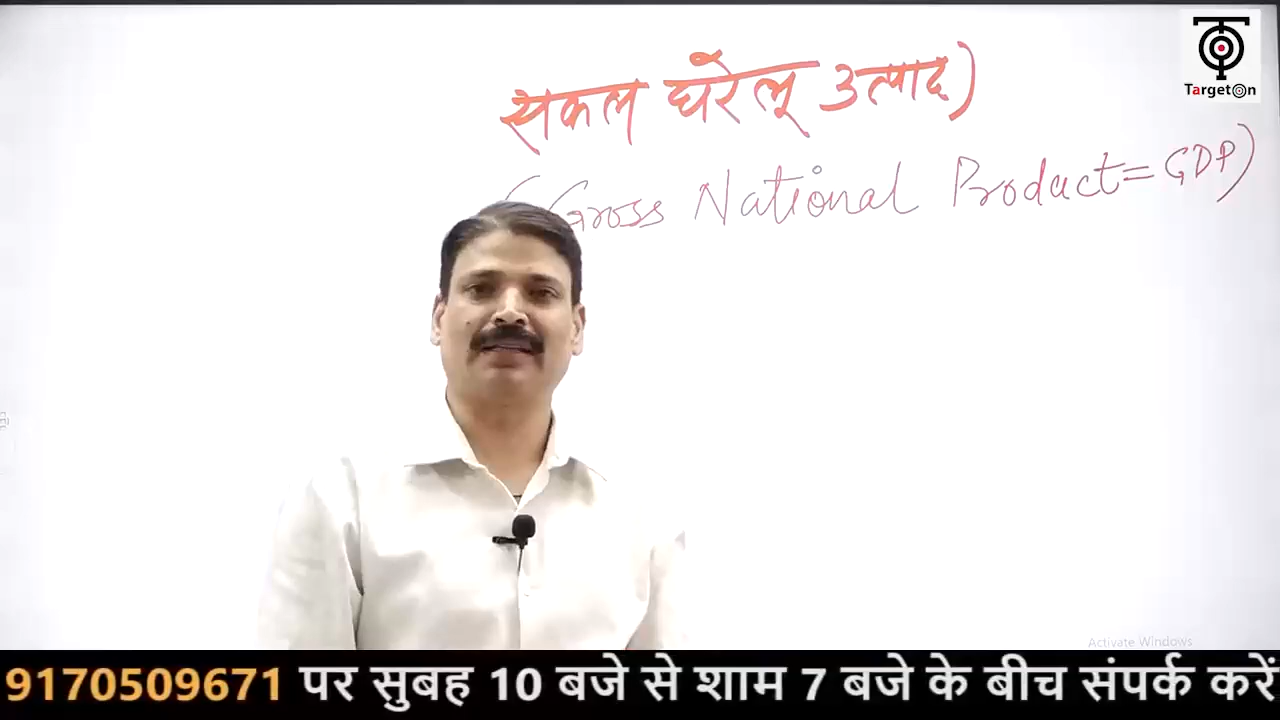 TargetOn
सकल घरेलू उत्पाद)
(Gross National Product = GDP)
Activate Windows
9170509671 पर सुबह 10 बजे से शाम 7 बजे के बीच संपर्क करें